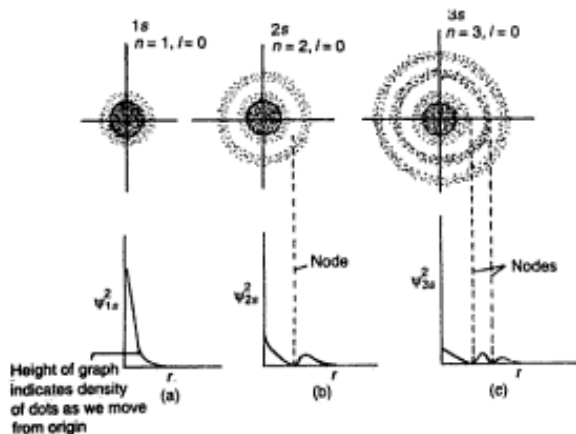 1s
n = 1, l = 0
2s
n = 2, l = 0
3s
n = 3, l = 0
Node
Nodes
ψ²1s
ψ²2s
ψ²3s
Height of graph
indicates density
of dots as we move
from origin
r
(a)
r
(b)
r
(c)